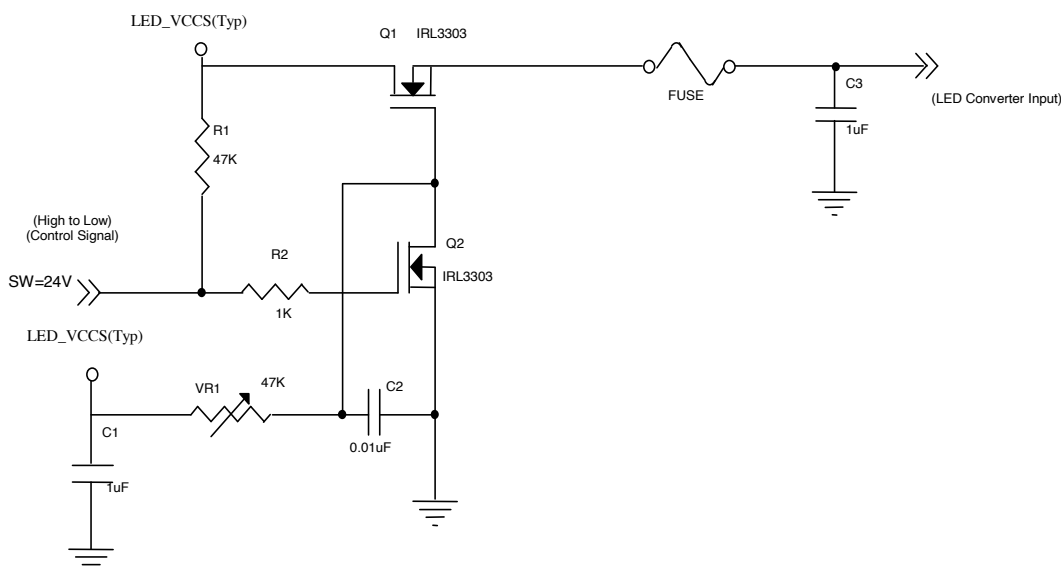 LED_VCCS(Typ)
Q1 IRL3303
FUSE
C3
1uF
(LED Converter Input)
R1
47K
(High to Low)
(Control Signal)
SW=24V
R2
1K
Q2
IRL3303
LED_VCCS(Typ)
VR1 47K
C2
0.01uF
C1
1uF